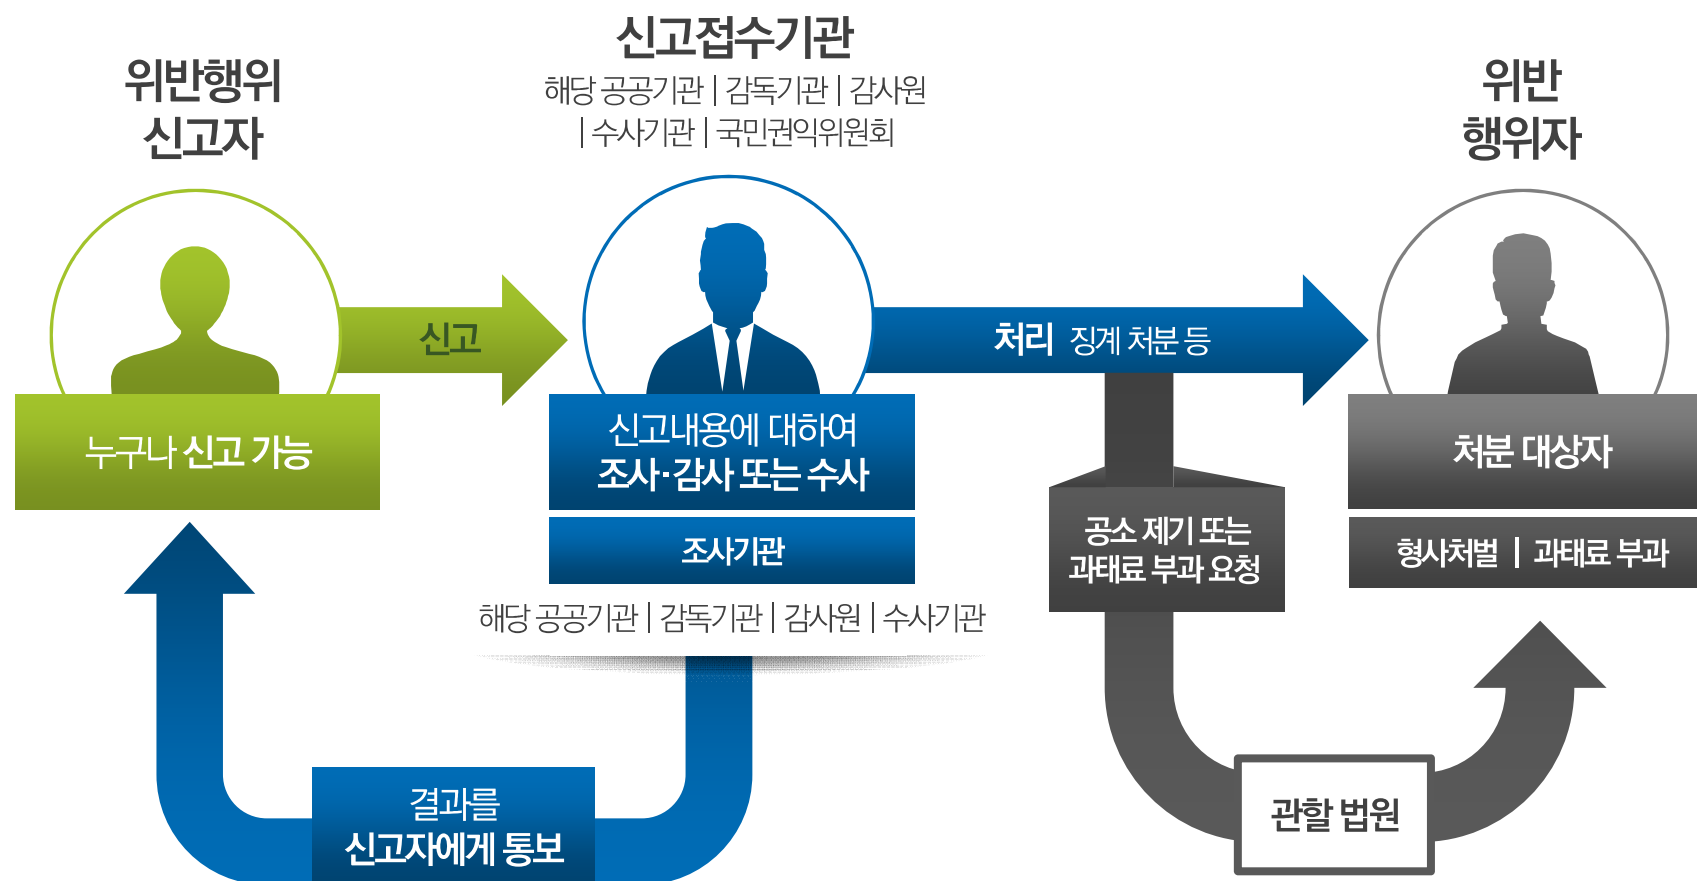 위반행위
신고자
신고접수기관
해당 공공기관 | 감독기관 | 감사원
| 수사기관 | 국민권익위원회
위반
행위자
신고
처리 징계 처분 등
누구나 신고 가능
신고내용에 대하여
조사·감사 또는 수사
조사기관
해당 공공기관 | 감독기관 | 감사원 | 수사기관
처분 대상자
형사처벌 | 과태료 부과
공소 제기 또는
과태료 부과 요청
결과를
신고자에게 통보
관할 법원